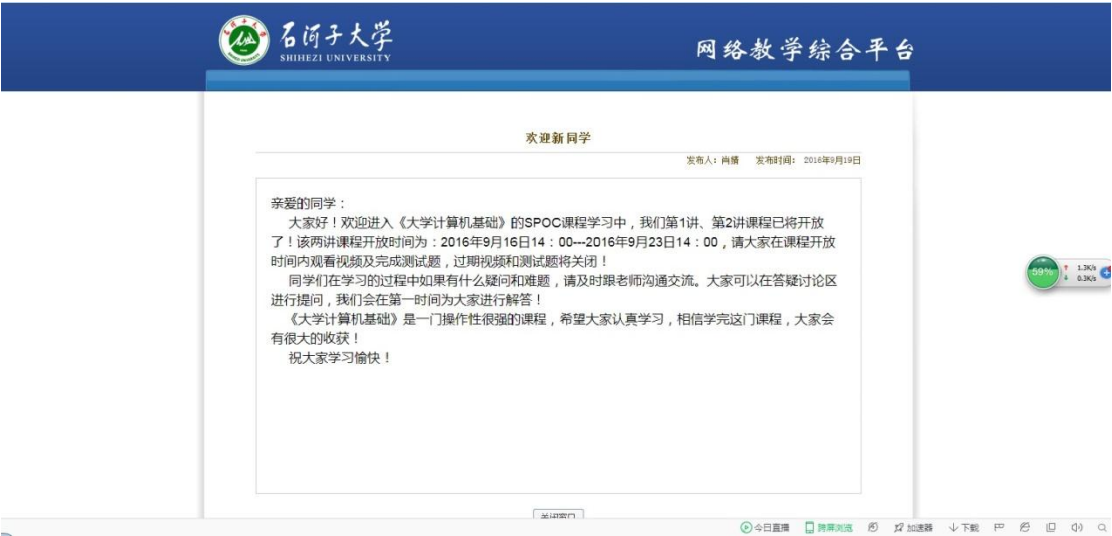 石河子大学
SHIHEZI UNIVERSITY
网络教学综合平台
欢迎新同学
发布人：尚腈 发布时间： 2016年9月19日
亲爱的同学：
大家好！欢迎进入《大学计算机基础》的SPOC课程学习中，我们第1讲、第2讲课程已将开放
了！该两讲课程开放时间为：2016年9月16日14：00---2016年9月23日14：00，请大家在课程开放
时间内观看视频及完成测试题，过期视频和测试题将关闭！
同学们在学习的过程中如果有什么疑问和难题，请及时跟老师沟通交流。大家可以在答疑讨论区
进行提问，我们会在第一时间为大家进行解答！
《大学计算机基础》是一门操作性很强的课程，希望大家认真学习，相信学完这门课程，大家会
有很大的收获！
祝大家学习愉快！
59%
1.3K/s
0.3K/s
关闭窗口
今日直播 跨屏浏览 加速器 下载